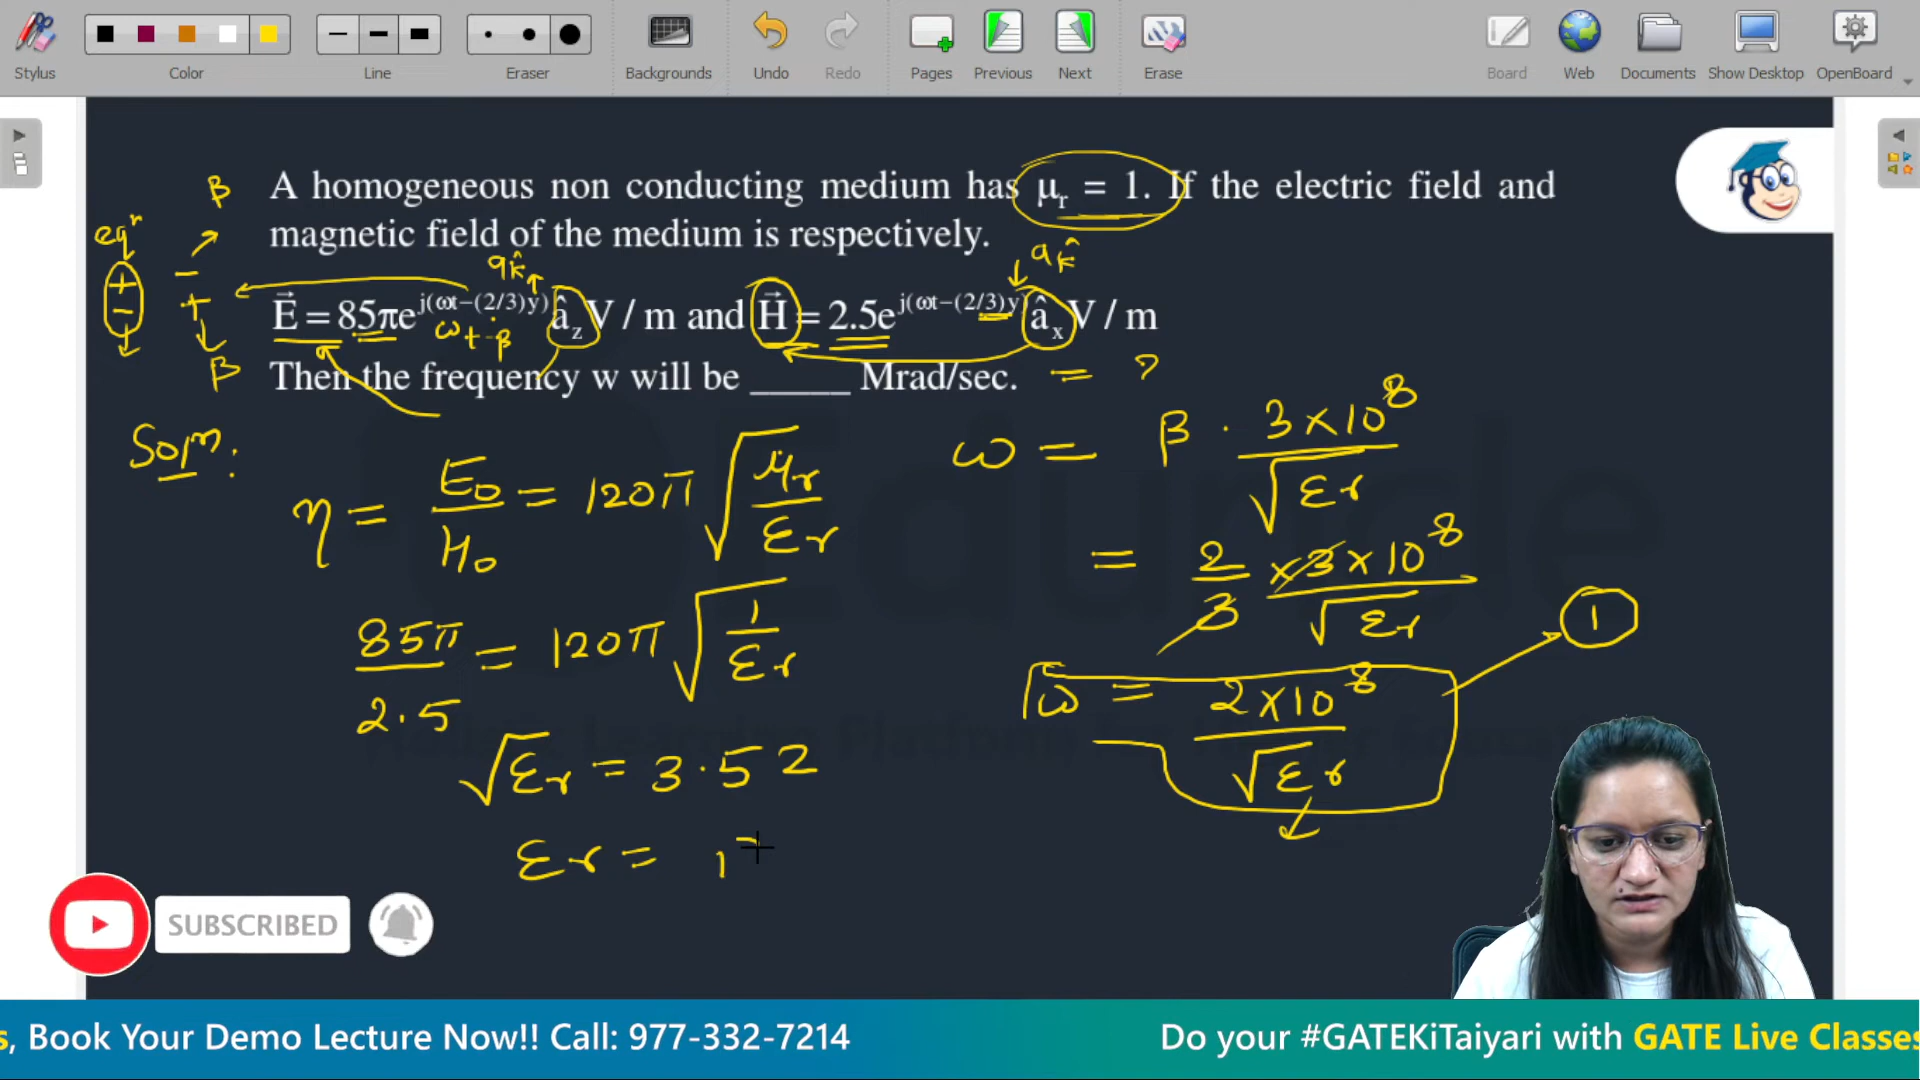 Stylus
Color
Line
Eraser
Backgrounds
Undo
Redo
Pages
Previous
Next
Erase
Board
Web
Documents
Show Desktop
OpenBoard
A homogeneous non conducting medium has μr = 1. If the electric field and
magnetic field of the medium is respectively.
E = 85πe^j(ωt−(2/3)y) âz V / m and H = 2.5e^j(ωt−(2/3)y) âx V / m
Then the frequency w will be _____ Mrad/sec. = ?
β
eqn
+
−
− 
+
β
ak̂
ak̂
ωt - β
Soln:
η = E0/H0 = 120π √(μr/εr)
85π/2.5 = 120π √(1/εr)
√εr = 3.52
εr = 1
ω = β · 3×10^8/√εr
= 2/3 × 3×10^8/√εr
ω = 2×10^8/√εr
1
SUBSCRIBED
s, Book Your Demo Lecture Now!! Call: 977-332-7214
Do your #GATEKiTaiyari with GATE Live Classes